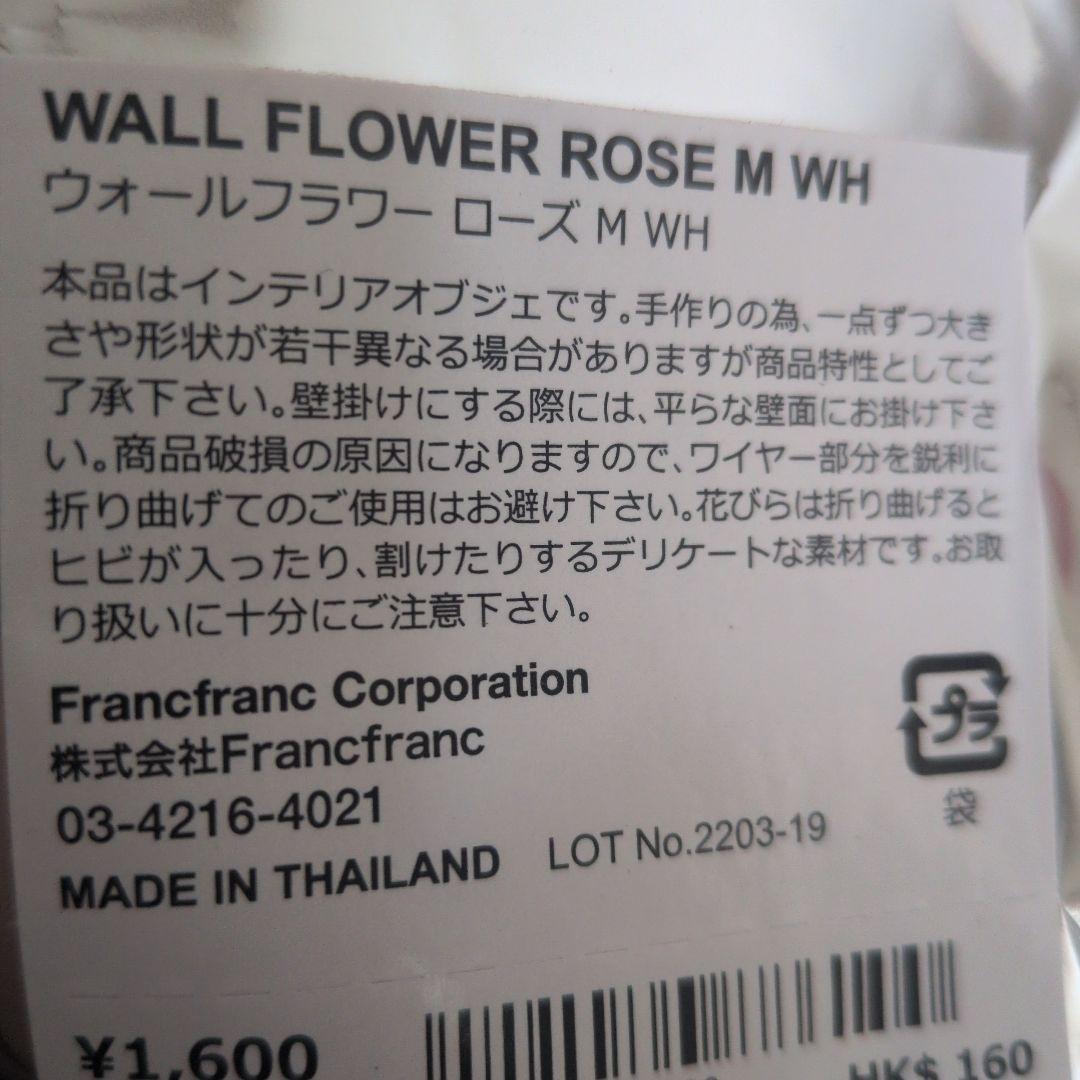 WALL FLOWER ROSE M WH
ウォールフラワー ローズ M WH
本品はインテリアオブジェです。手作りの為、一点ずつ大き
さや形状が若干異なる場合がありますが商品特性としてご
了承下さい。壁掛けにする際には、平らな壁面にお掛け下さ
い。商品破損の原因になりますので、ワイヤー部分を鋭利に
折り曲げてのご使用はお避け下さい。花びらは折り曲げると
ヒビが入ったり、割けたりするデリケートな素材です。お取
り扱いに十分にご注意下さい。
Francfranc Corporation
株式会社Francfranc
プラ
03-4216-4021
袋
MADE IN THAILAND LOT No.2203-19
¥1,600
HK$ 160